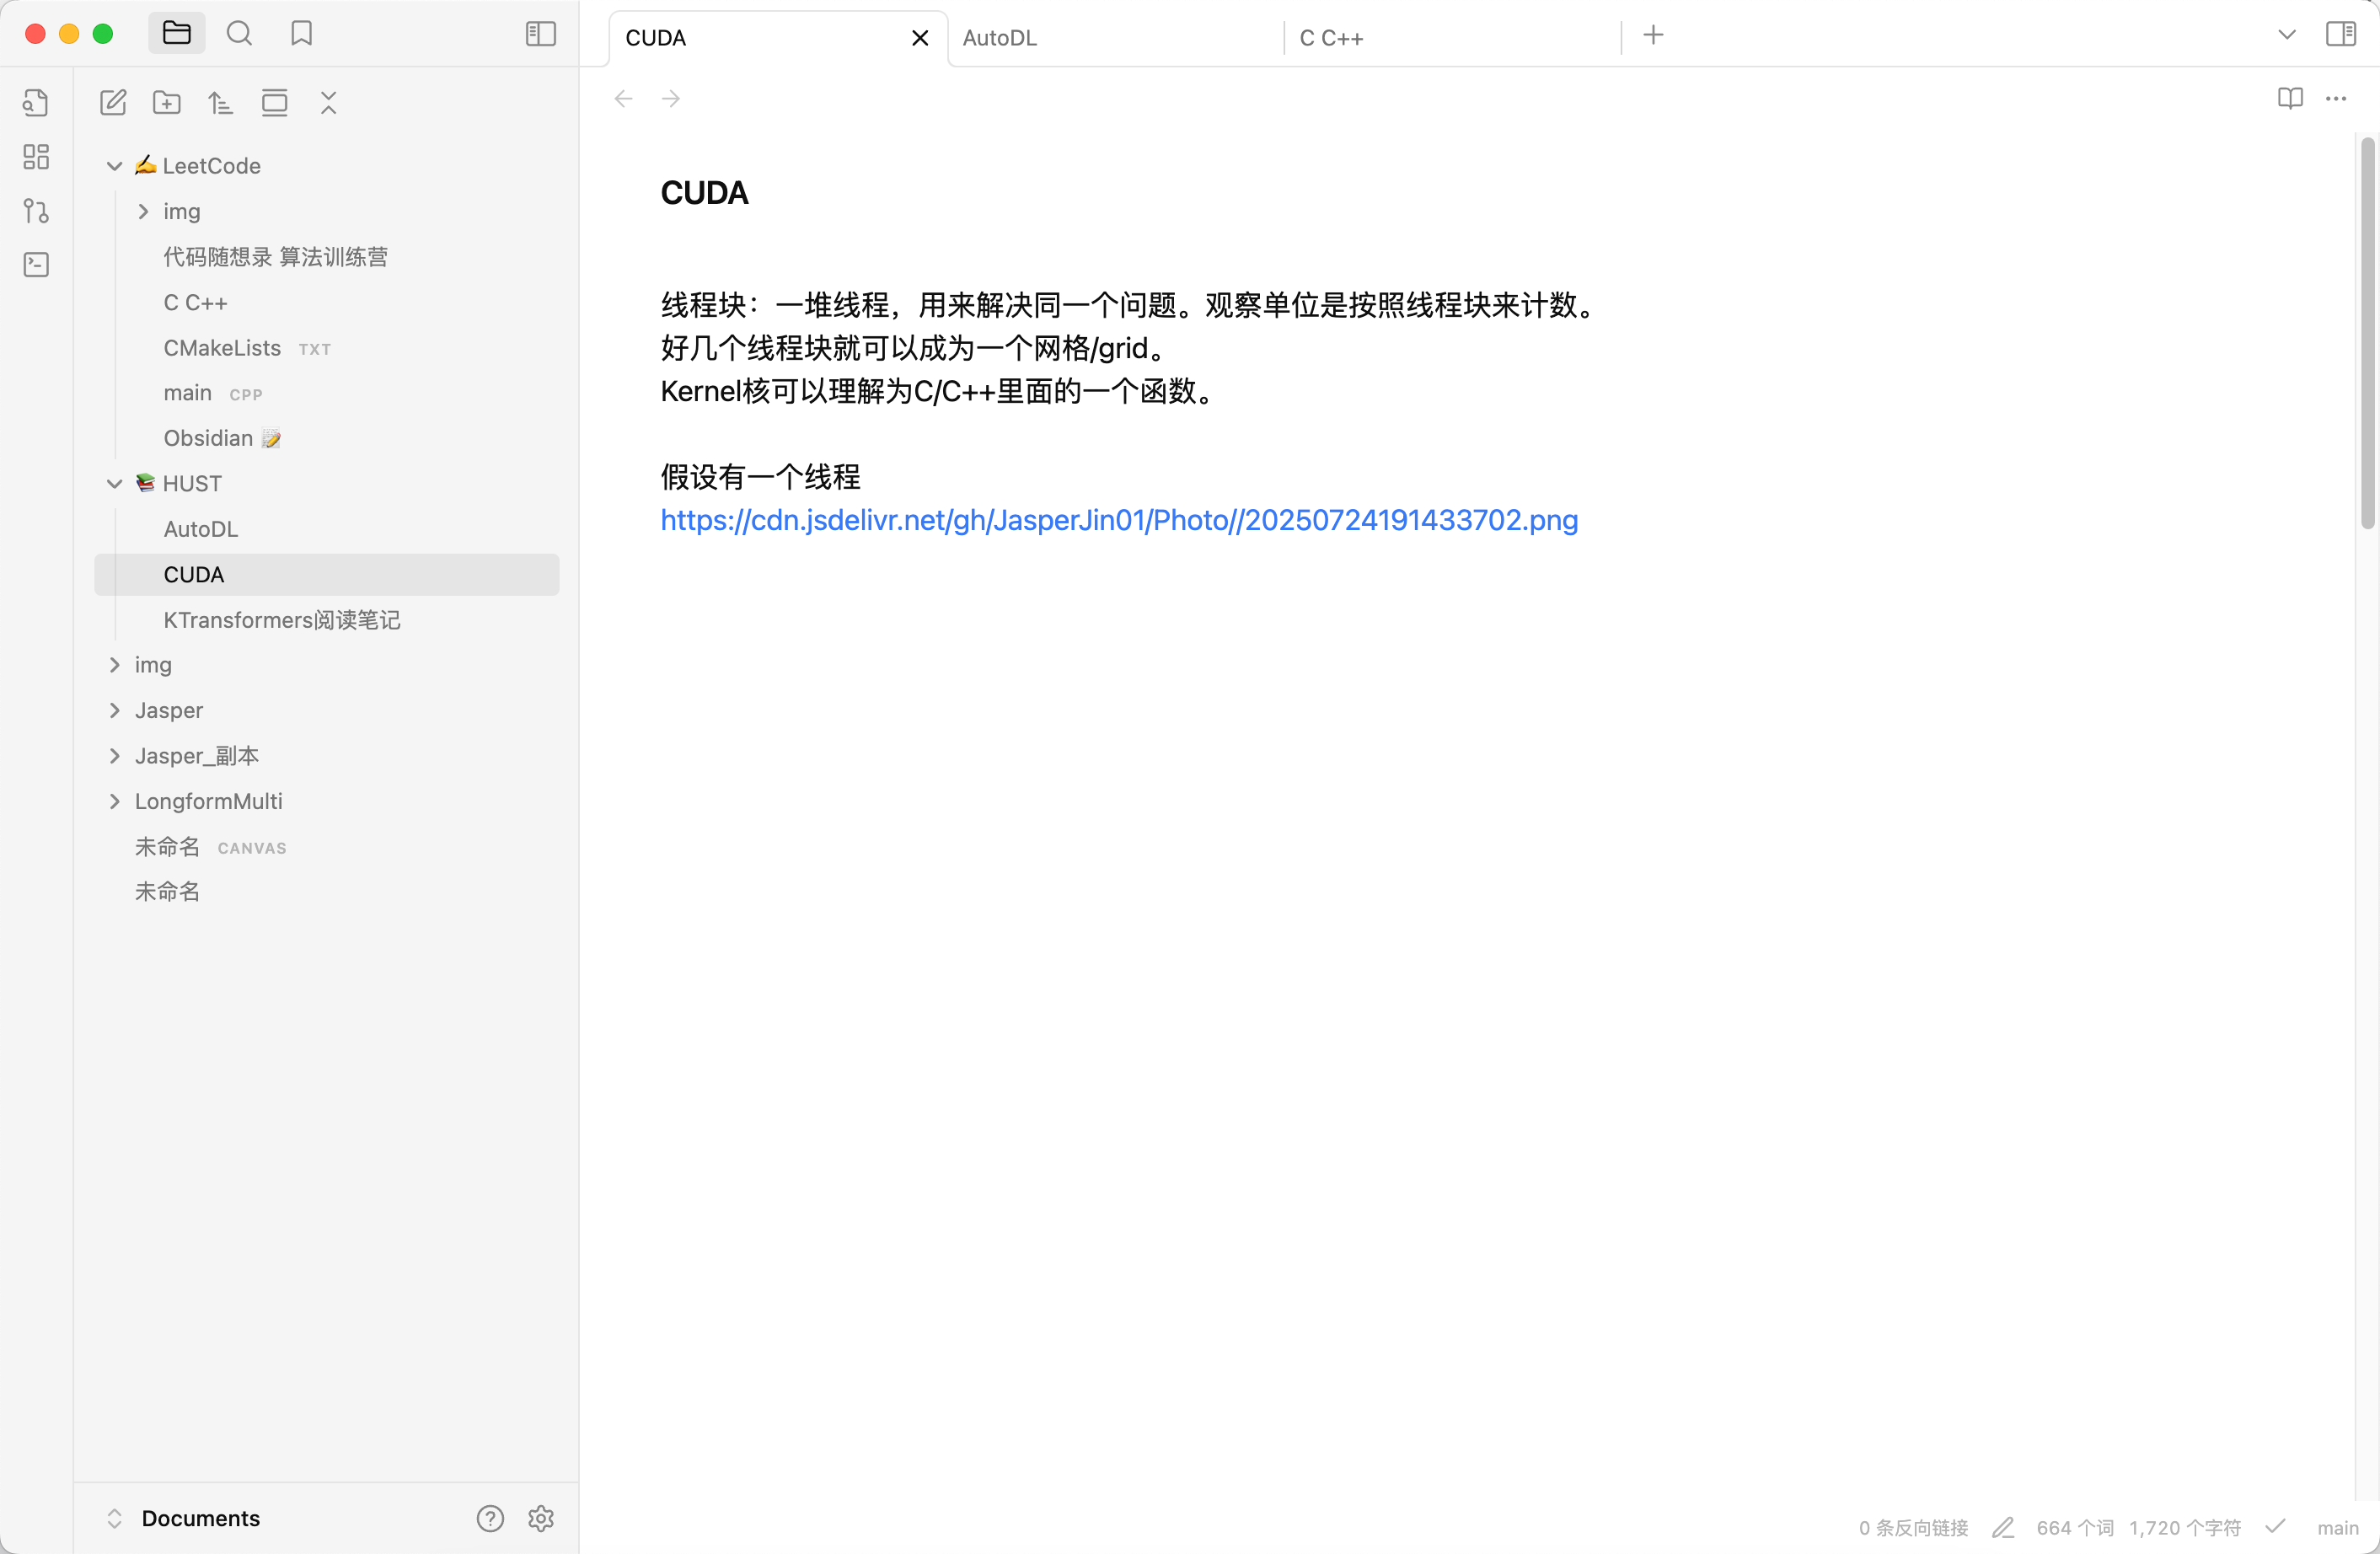 CUDA
AutoDL
C C++
LeetCode
img
代码随想录 算法训练营
C C++
CMakeLists TXT
main CPP
Obsidian
HUST
AutoDL
CUDA
KTransformers阅读笔记
img
Jasper
Jasper_副本
LongformMulti
未命名 CANVAS
未命名
Documents
CUDA
线程块：一堆线程，用来解决同一个问题。观察单位是按照线程块来计数。
好几个线程块就可以成为一个网格/grid。
Kernel核可以理解为C/C++里面的一个函数。
假设有一个线程
https://cdn.jsdelivr.net/gh/JasperJin01/Photo//20250724191433702.png
0 条反向链接 664 个词 1,720 个字符 main